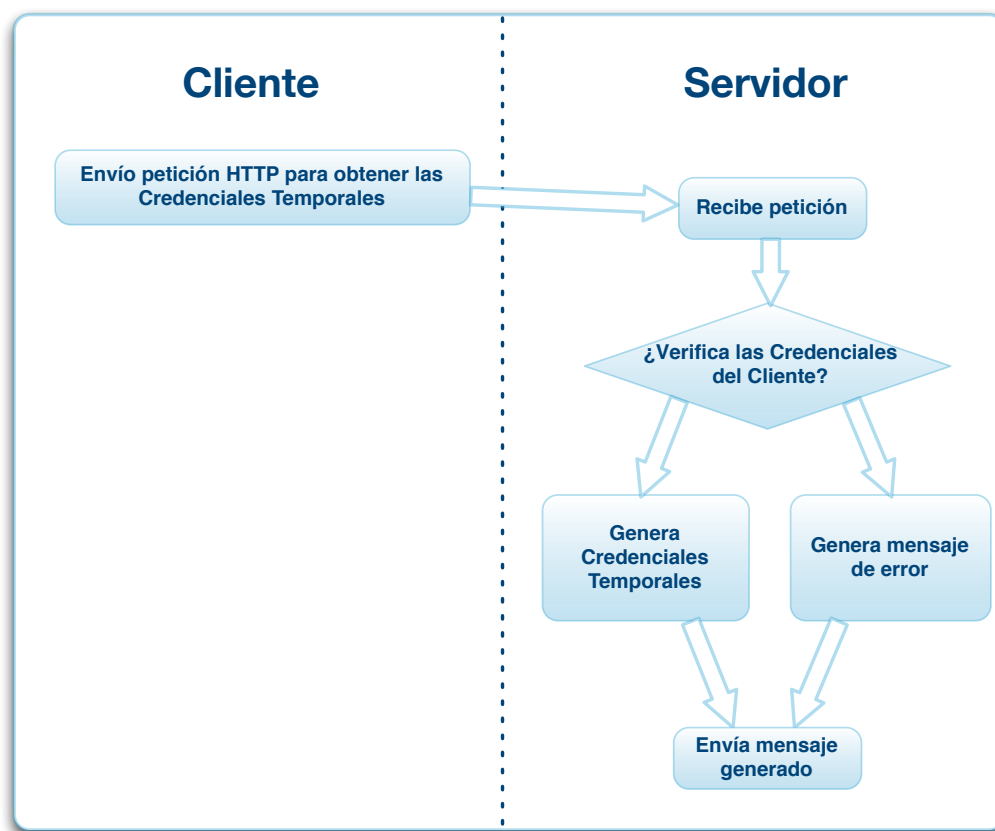 Cliente
Servidor
Envío petición HTTP para obtener las
Credenciales Temporales
Recibe petición
¿Verifica las Credenciales
del Cliente?
Genera
Credenciales
Temporales
Genera mensaje
de error
Envía mensaje
generado